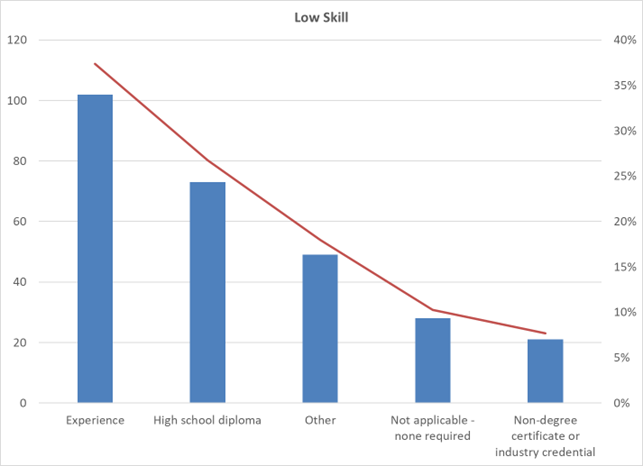 Low Skill
120
100
80
60
40
20
0
40%
35%
30%
25%
20%
15%
10%
5%
0%
Experience
High school diploma
Other
Not applicable -
none required
Non-degree
certificate or
industry credential